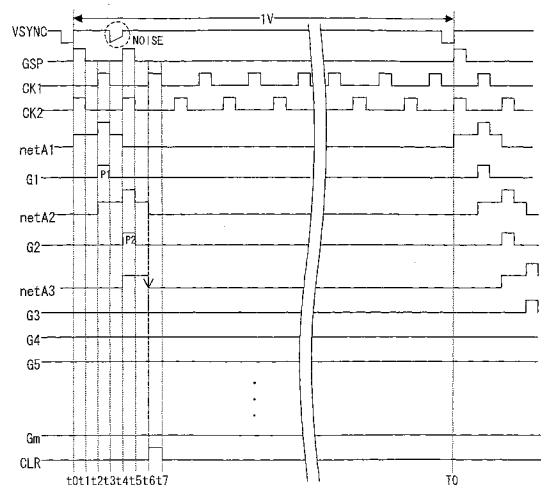 1V
VSYNC
NOISE
GSP
CK1
CK2
netA1
G1
P1
netA2
G2
P2
netA3
G3
G4
G5
Gm
CLR
t0t1t2t3t4t5t6t7
T0